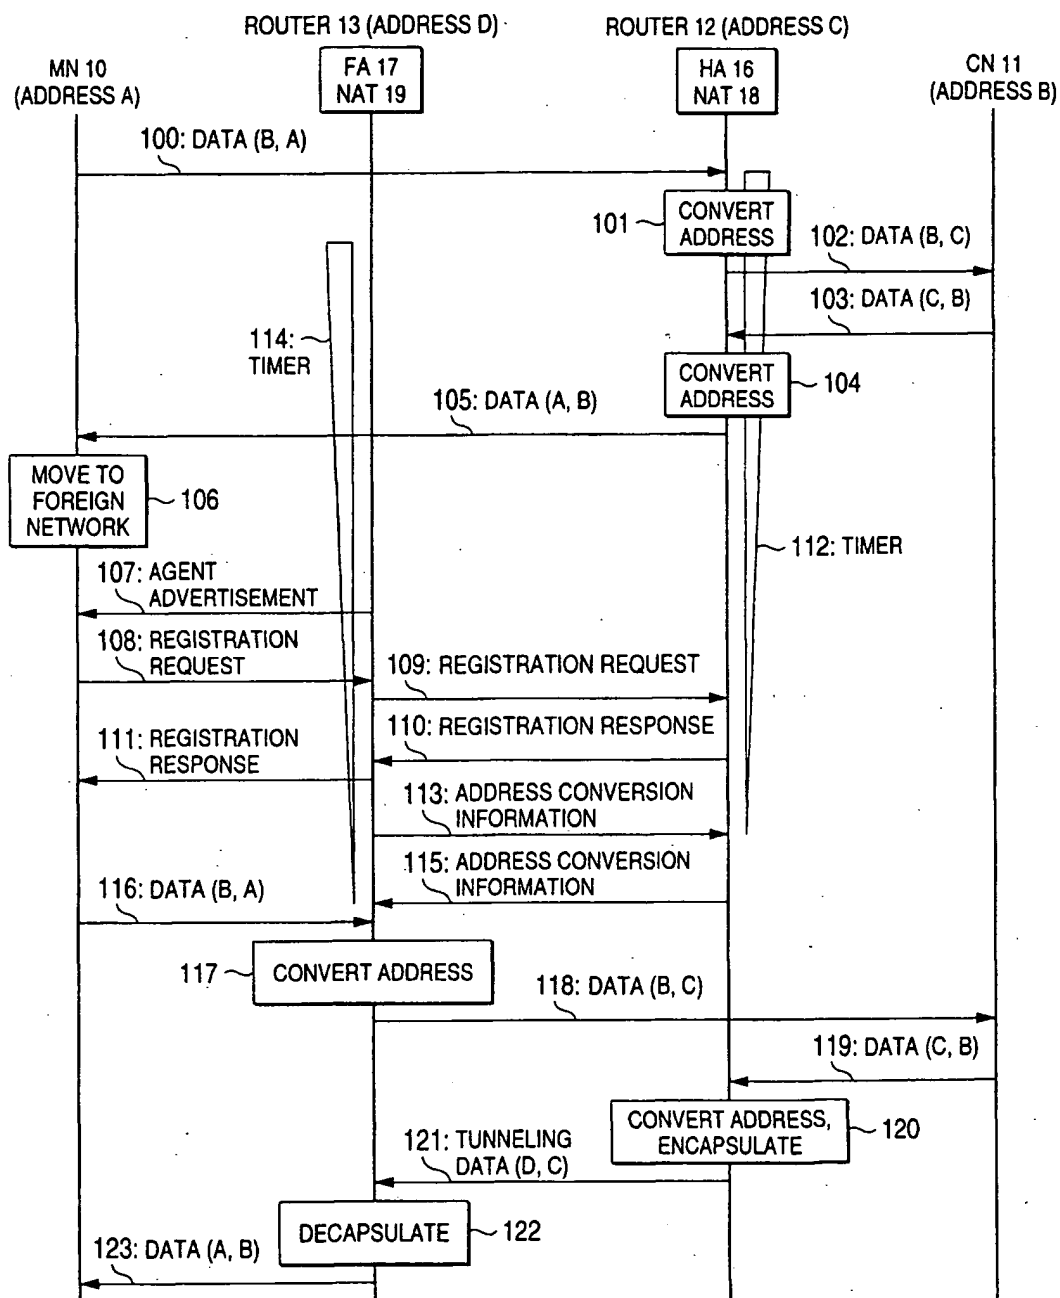 ROUTER 13 (ADDRESS D)
ROUTER 12 (ADDRESS C)
MN 10
(ADDRESS A)
FA 17
NAT 19
HA 16
NAT 18
CN 11
(ADDRESS B)
100: DATA (B, A)
101
CONVERT
ADDRESS
102: DATA (B, C)
103: DATA (C, B)
114:
TIMER
CONVERT
ADDRESS
104
105: DATA (A, B)
MOVE TO
FOREIGN
NETWORK
106
112: TIMER
107: AGENT
ADVERTISEMENT
108: REGISTRATION
REQUEST
109: REGISTRATION REQUEST
110: REGISTRATION RESPONSE
111: REGISTRATION
RESPONSE
113: ADDRESS CONVERSION
INFORMATION
115: ADDRESS CONVERSION
INFORMATION
116: DATA (B, A)
117
CONVERT ADDRESS
118: DATA (B, C)
119: DATA (C, B)
CONVERT ADDRESS,
ENCAPSULATE
120
121: TUNNELING
DATA (D, C)
DECAPSULATE
122
123: DATA (A, B)